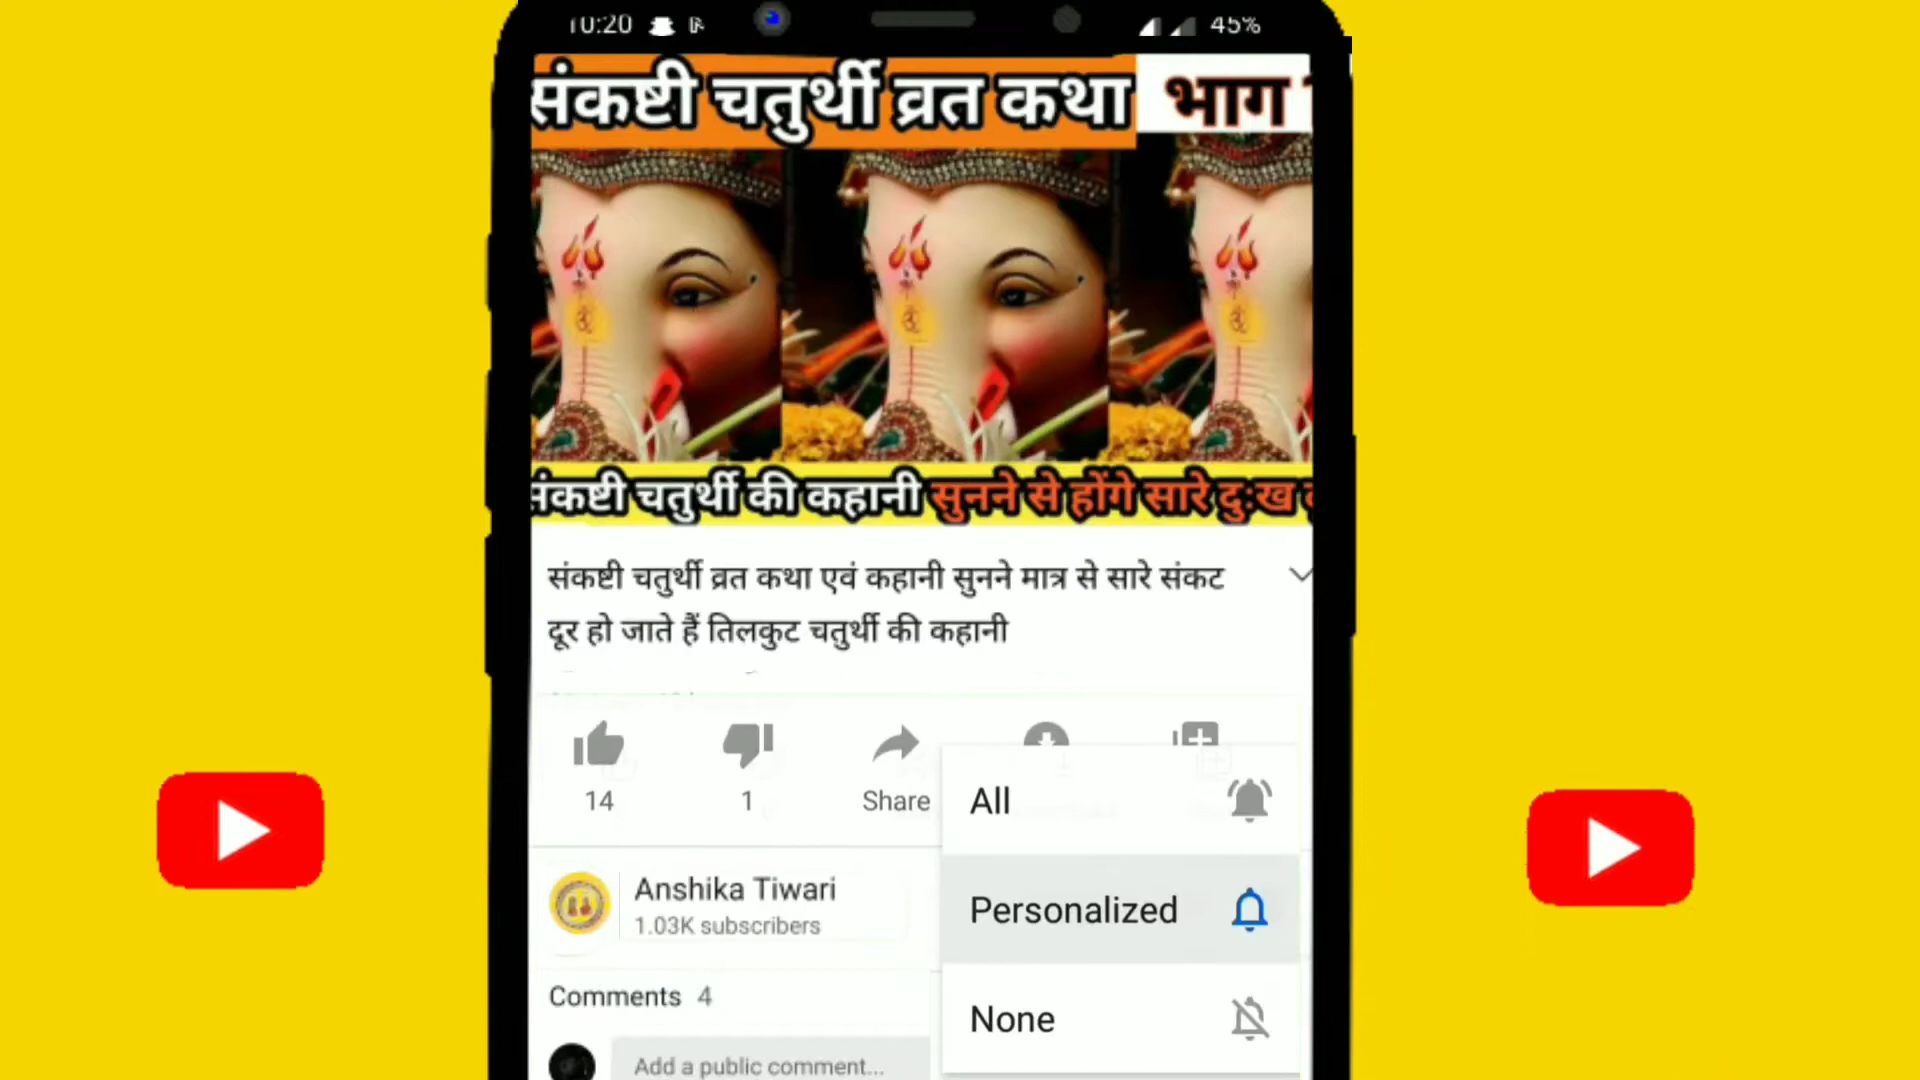 10:20 45%
संकष्टी चतुर्थी व्रत कथा भाग
संकष्टी चतुर्थी की कहानी सुनने से होंगे सारे दुःख
संकष्टी चतुर्थी व्रत कथा एवं कहानी सुनने मात्र से सारे संकट
दूर हो जाते हैं तिलकुट चतुर्थी की कहानी
14 1 Share
All
Anshika Tiwari
1.03K subscribers
Personalized
Comments 4
None
Add a public comment...